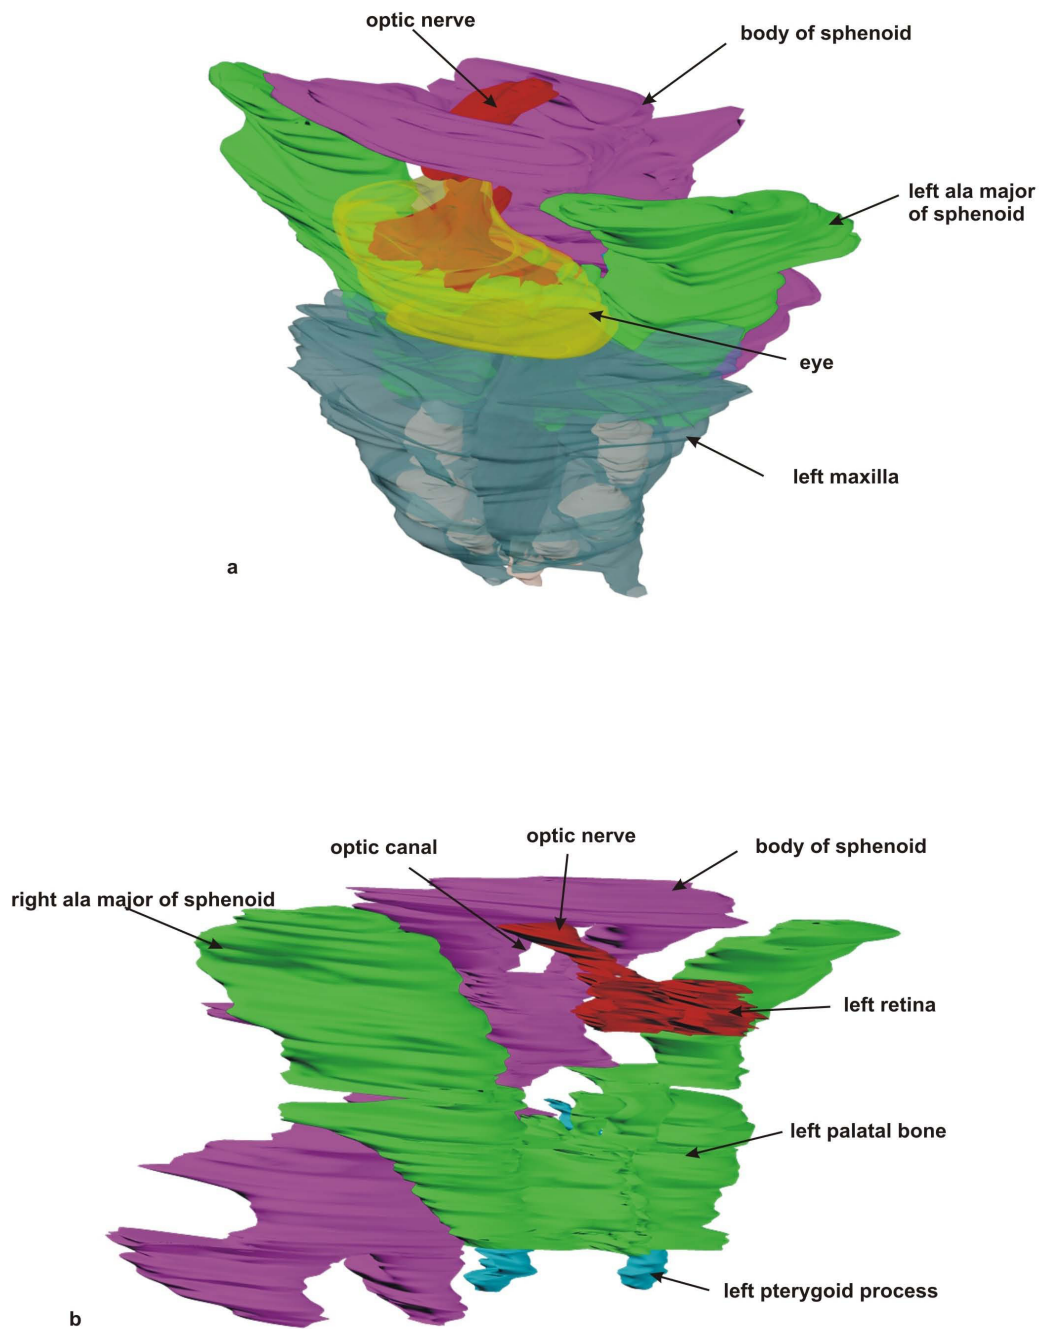 optic nerve
body of sphenoid
left ala major
of sphenoid
eye
left maxilla
a
optic nerve
optic canal
body of sphenoid
right ala major of sphenoid
left retina
left palatal bone
left pterygoid process
b